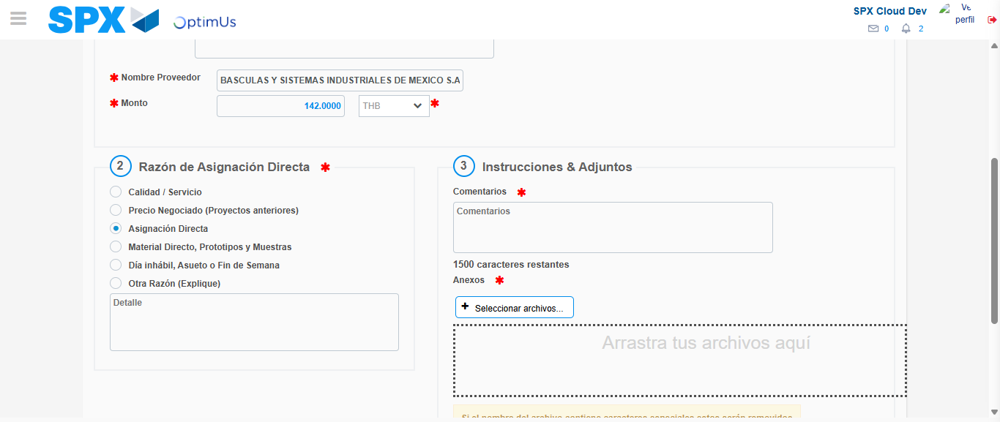 SPX OptimUs
SPX Cloud Dev
Ve
perfil
0 2
Nombre Proveedor BASCULAS Y SISTEMAS INDUSTRIALES DE MEXICO S.A
Monto 142.0000 THB
2 Razón de Asignación Directa
Calidad / Servicio
Precio Negociado (Proyectos anteriores)
Asignación Directa
Material Directo, Prototipos y Muestras
Día inhábil, Asueto o Fin de Semana
Otra Razón (Explique)
Detalle
3 Instrucciones & Adjuntos
Comentarios
Comentarios
1500 caracteres restantes
Anexos
+ Seleccionar archivos...
Arrastra tus archivos aquí
Si el nombre del archivo contiene caracteres especiales estos serán removidos